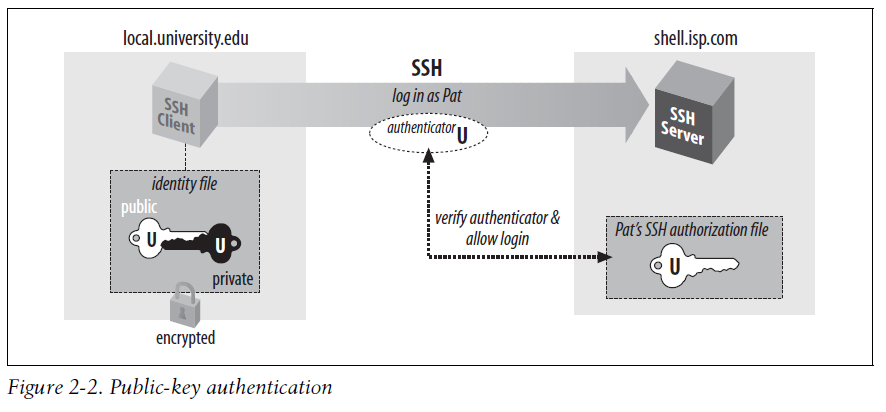 local.university.edu
shell.isp.com
SSH
log in as Pat
SSH
Client
authenticator U
SSH
Server
identity file
public
U
U
private
encrypted
verify authenticator &
allow login
Pat's SSH authorization file
U
Figure 2-2. Public-key authentication